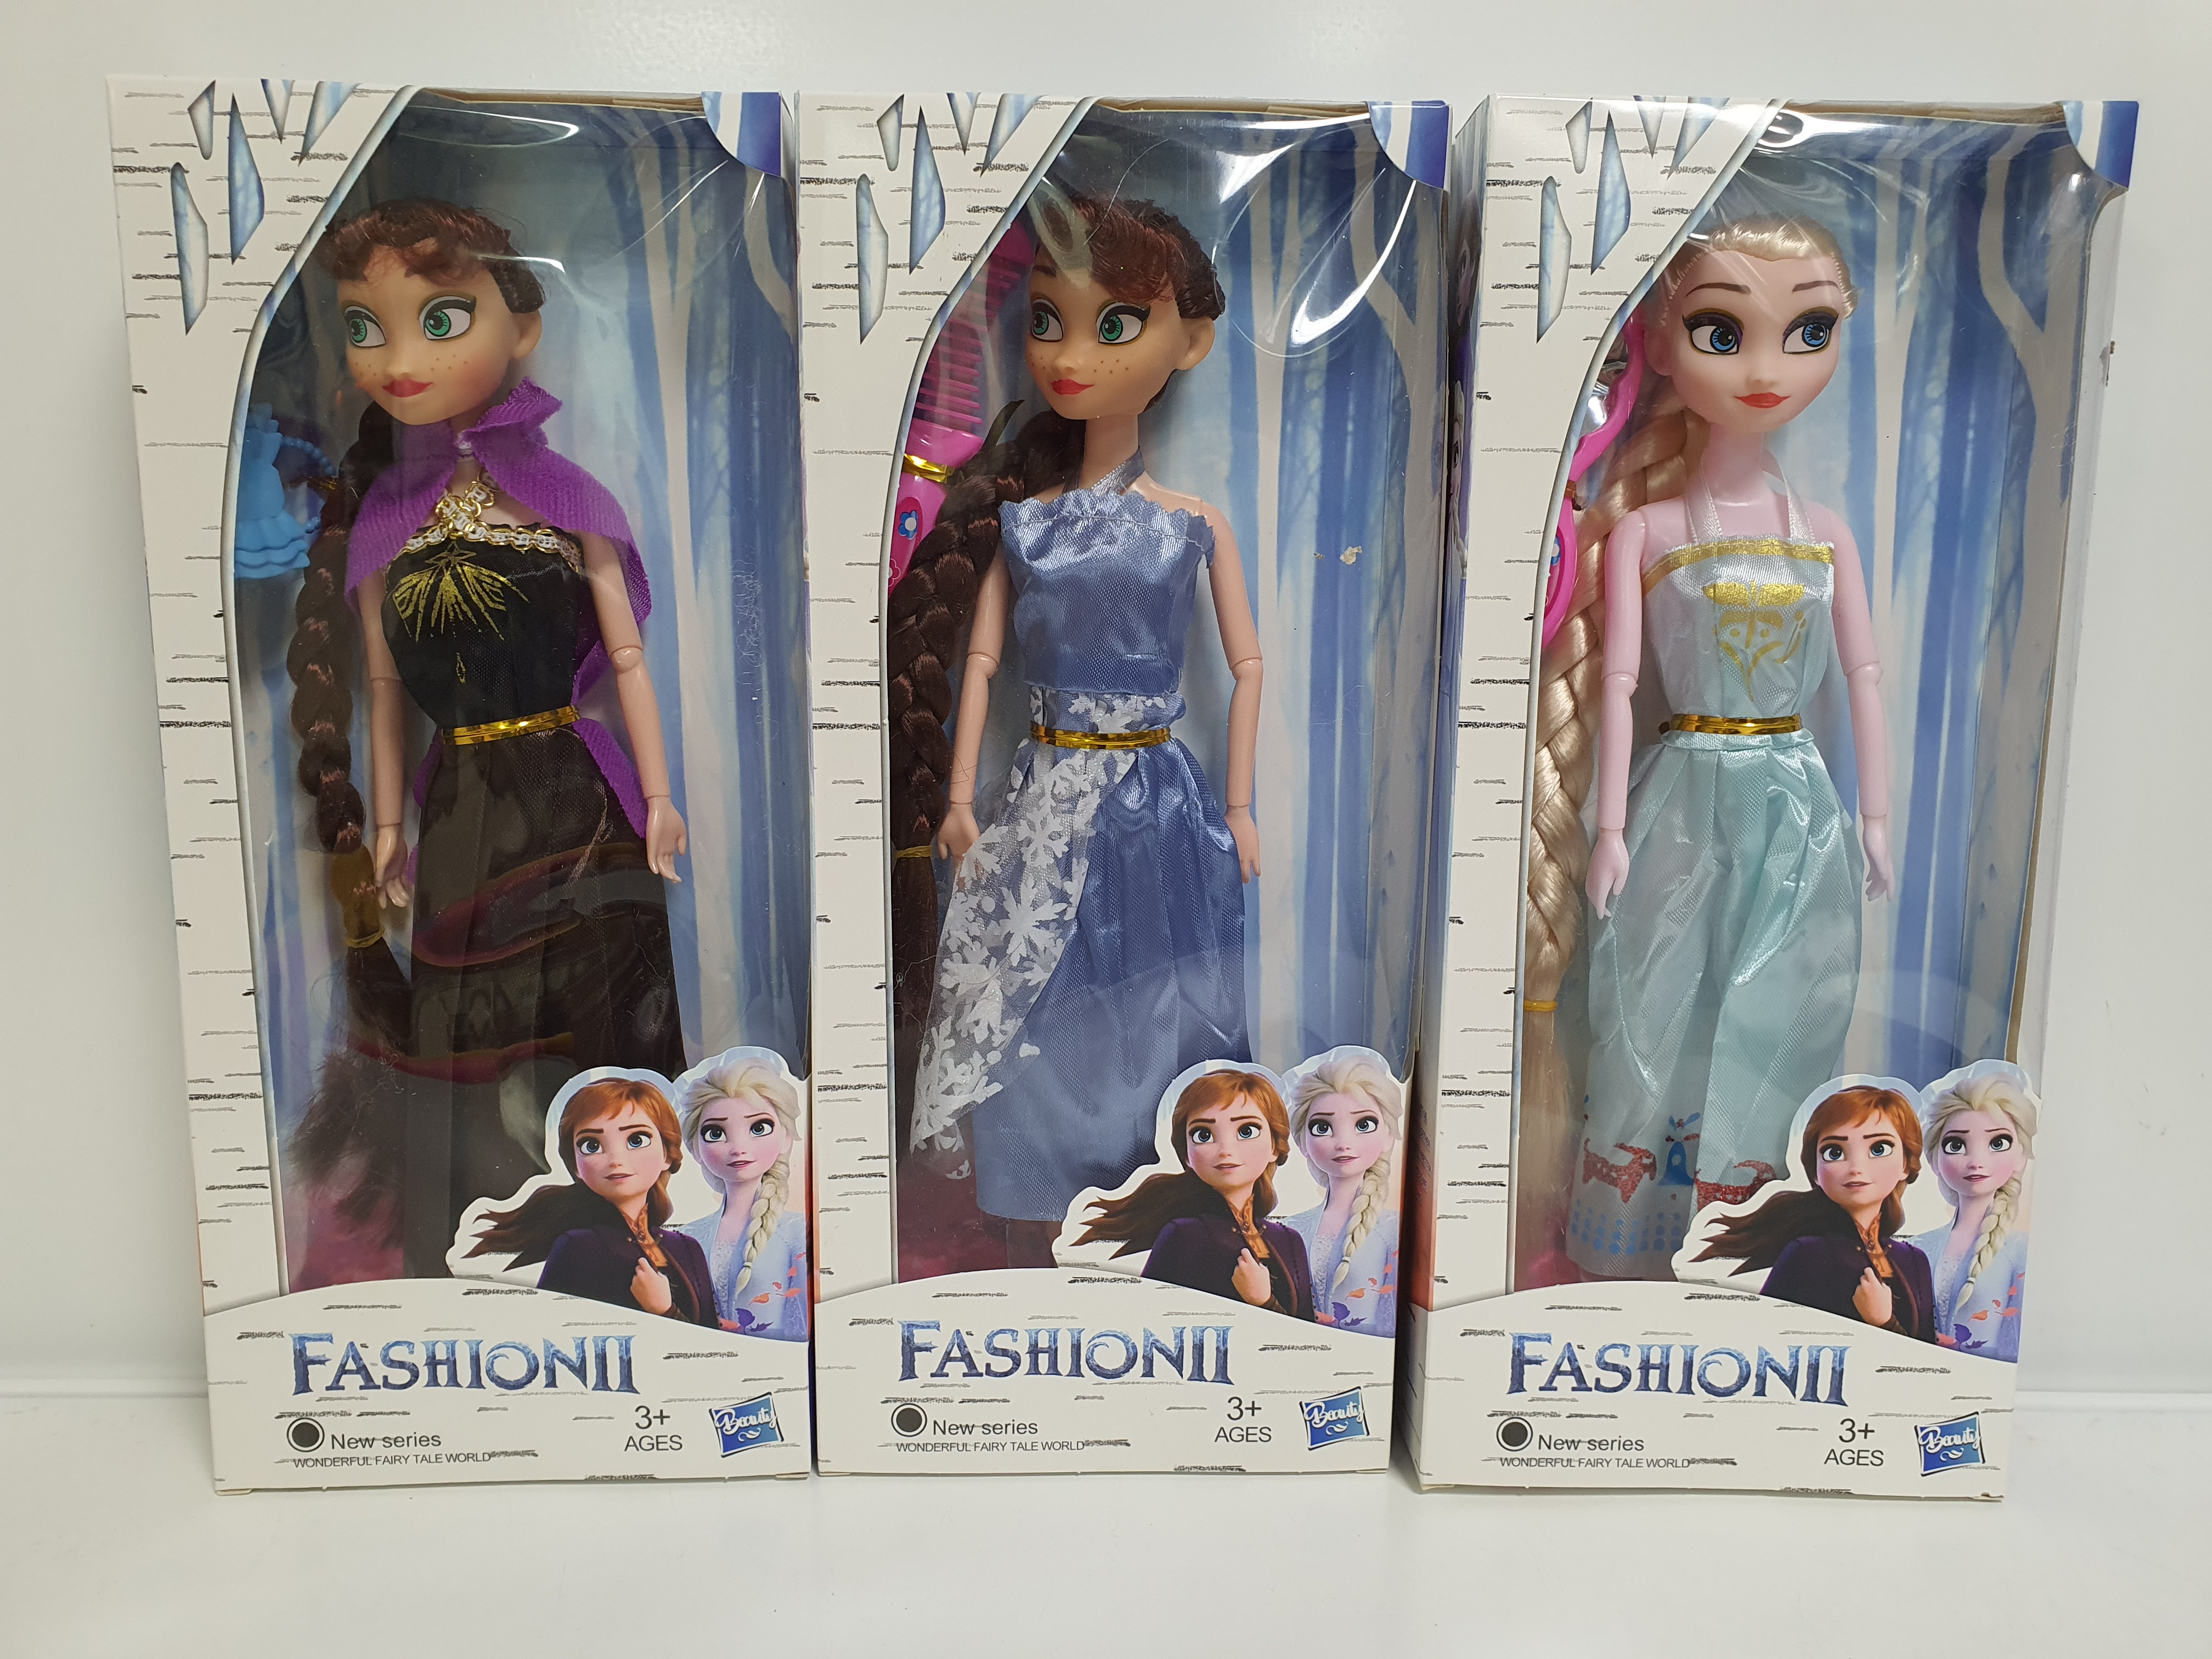 FASHIONII
New series
WONDERFUL FAIRY TALE WORLD
3+
AGES
Beauty
FASHIONII
New series
WONDERFUL FAIRY TALE WORLD
3+
AGES
Beauty
FASHIONII
New series
WONDERFUL FAIRY TALE WORLD
3+
AGES
Beauty